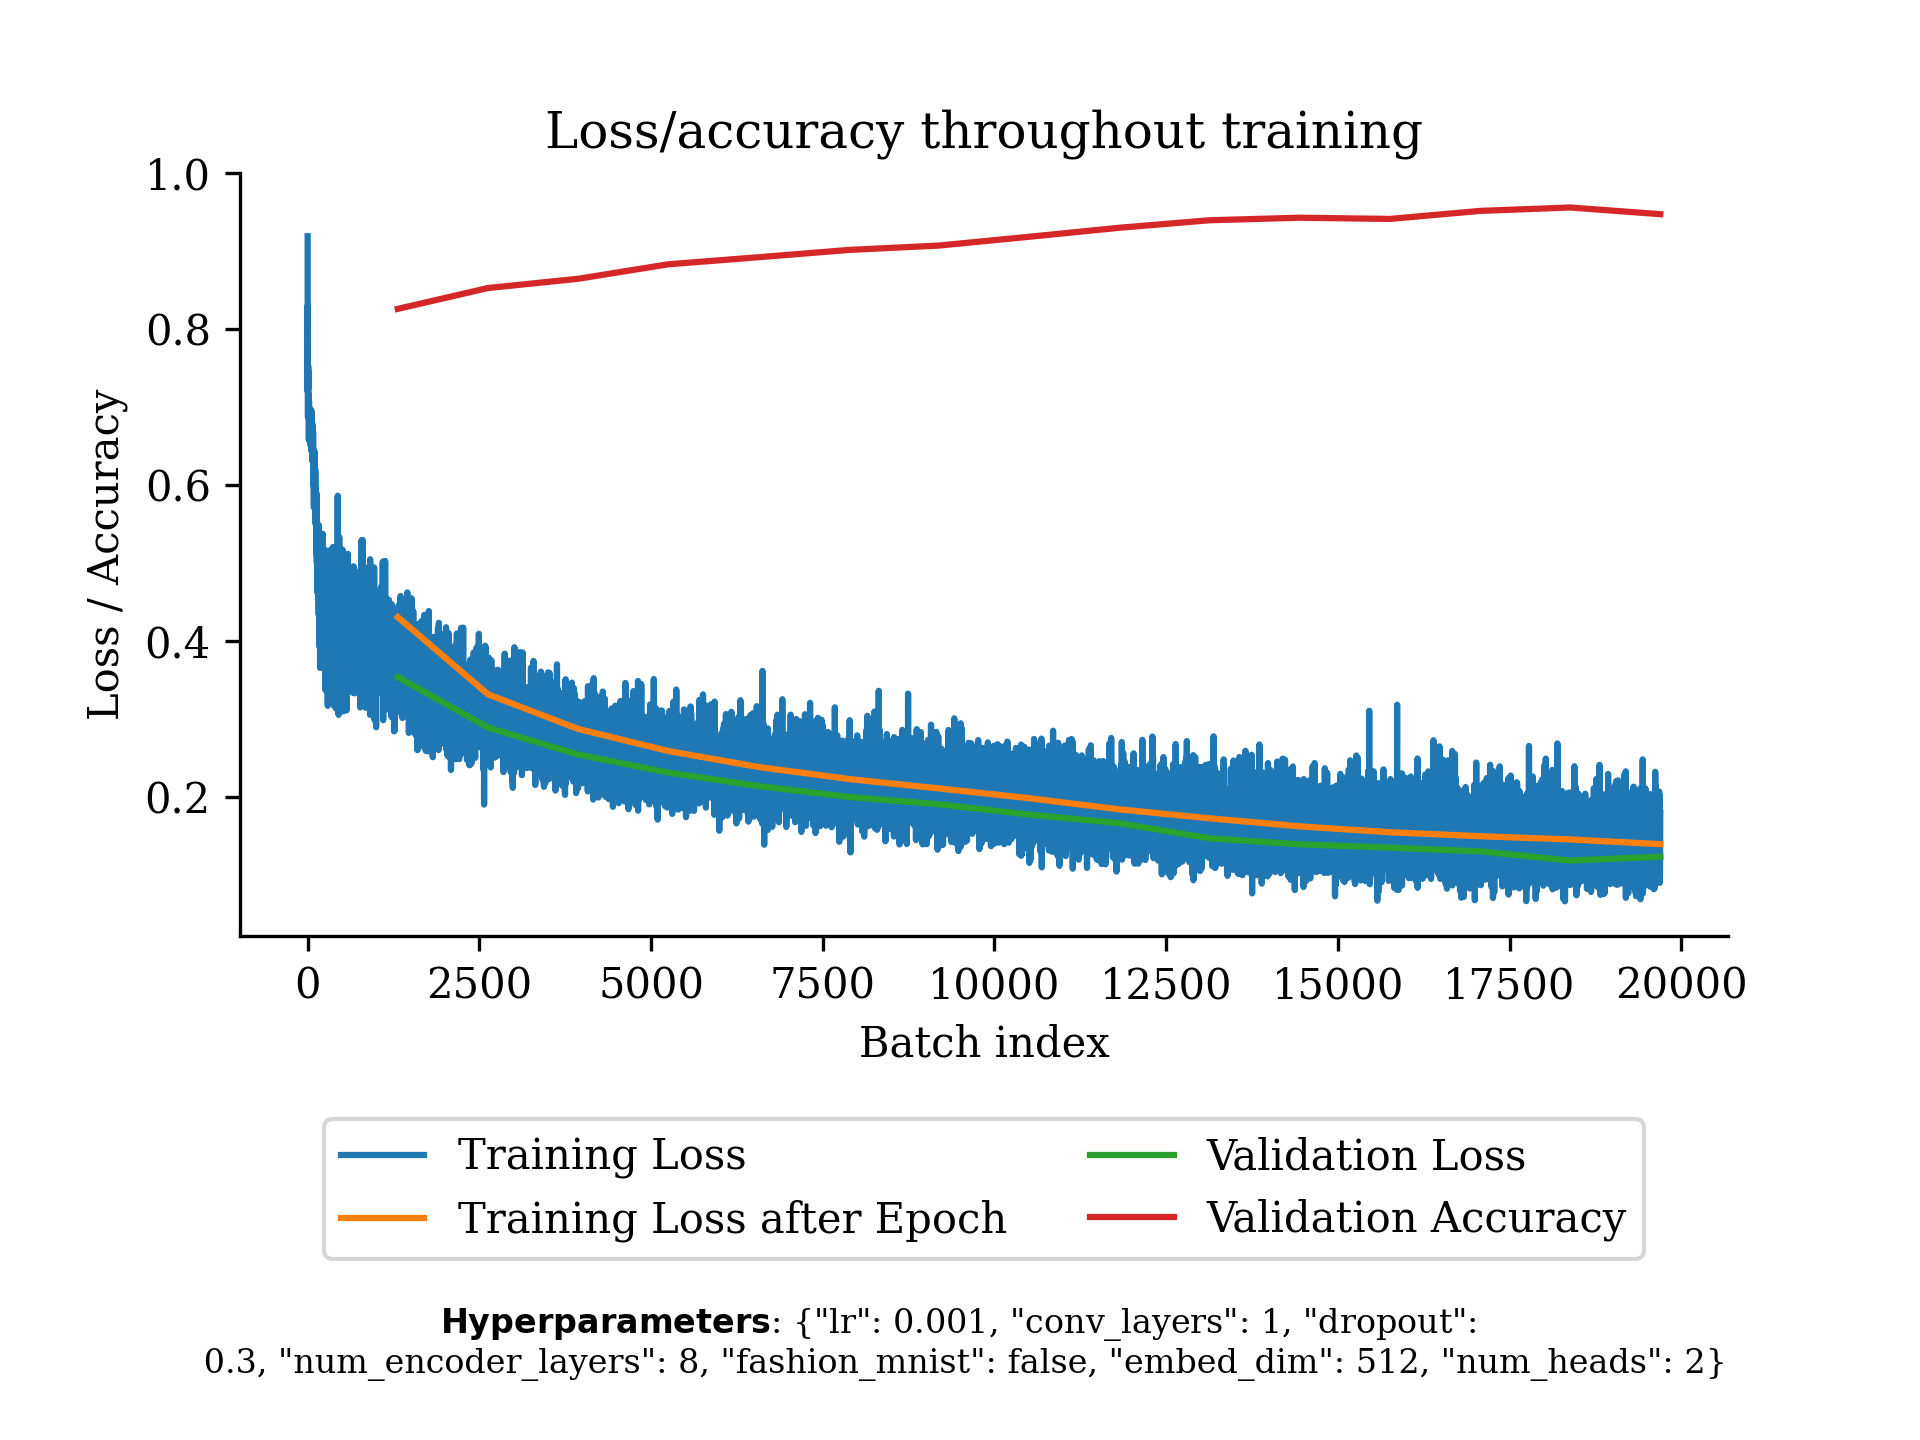 Loss/accuracy throughout training
1.0
0.8
0.6
0.4
0.2
Loss / Accuracy
0 2500 5000 7500 10000 12500 15000 17500 20000
Batch index
Training Loss
Training Loss after Epoch
Validation Loss
Validation Accuracy
Hyperparameters: {"lr": 0.001, "conv_layers": 1, "dropout":
0.3, "num_encoder_layers": 8, "fashion_mnist": false, "embed_dim": 512, "num_heads": 2}